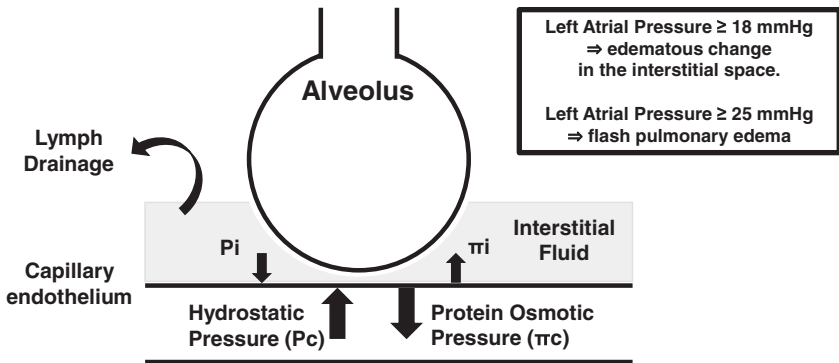 Left Atrial Pressure ≥ 18 mmHg
⇒ edematous change
in the interstitial space.
Left Atrial Pressure ≥ 25 mmHg
⇒ flash pulmonary edema
Alveolus
Lymph
Drainage
Pi
πi
Interstitial
Fluid
Capillary
endothelium
Hydrostatic
Pressure (Pc)
Protein Osmotic
Pressure (πc)